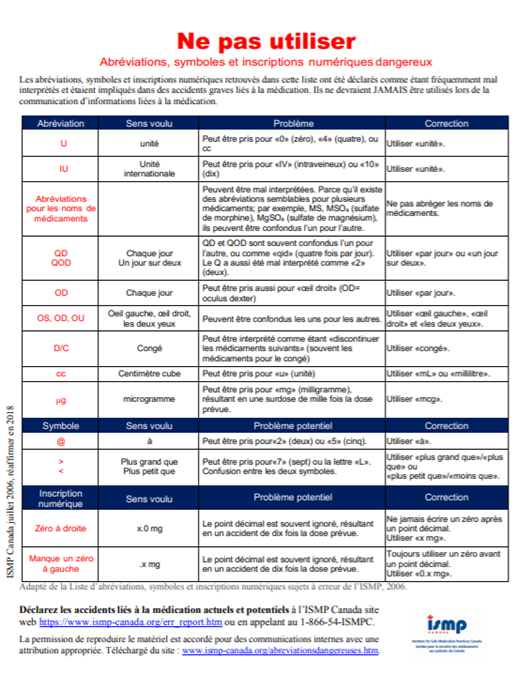 Ne pas utiliser
Abréviations, symboles et inscriptions numériques dangereux
Les abréviations, symboles et inscriptions numériques retrouvés dans cette liste ont été déclarés comme étant fréquemment mal
interprétés et étaient impliqués dans des accidents graves liés à la médication. Ils ne devraient JAMAIS être utilisés lors de la
communication d'informations liées à la médication.
Abréviation Sens voulu Problème Correction
U unité Peut être pris pour «0» (zéro), «4» (quatre), ou
cc Utiliser «unité».
IU Unité
internationale Peut être pris pour «IV» (intraveineux) ou «10»
(dix) Utiliser «unité».
Abréviations
pour les noms de
médicaments Peuvent être mal interprétées. Parce qu'il existe
des abréviations semblables pour plusieurs
médicaments; par exemple, MS, MSO₄ (sulfate
de morphine), MgSO₄ (sulfate de magnésium),
ils peuvent être confondus l'un pour l'autre. Ne pas abréger les noms de
médicaments.
QD
QOD Chaque jour
Un jour sur deux QD et QOD sont souvent confondus l'un pour
l'autre, ou comme «qid» (quatre fois par jour).
Le Q a aussi été mal interprété comme «2»
(deux). Utiliser «par jour» ou «un jour
sur deux».
OD Chaque jour Peut être pris aussi pour «œil droit» (OD=
oculus dexter) Utiliser «par jour».
OS, OD, OU Oeil gauche, œil droit,
les deux yeux Peuvent être confondus les uns pour les autres. Utiliser «œil gauche», «œil
droit» et «les deux yeux».
D/C Congé Peut être interprété comme étant «discontinuer
les médicaments suivants» (souvent les
médicaments pour le congé) Utiliser «congé».
cc Centimètre cube Peut être pris pour «u» (unité) Utiliser «mL» ou «millilitre».
µg microgramme Peut être pris pour «mg» (milligramme),
résultant en une surdose de mille fois la dose
prévue. Utiliser «mcg».
Symbole Sens voulu Problème potentiel Correction
@ à Peut être pris pour«2» (deux) ou «5» (cinq). Utiliser «à».
>
< Plus grand que
Plus petit que Peut être pris pour«7» (sept) ou la lettre «L».
Confusion entre les deux symboles. Utiliser «plus grand que»/«plus
que» ou
«plus petit que»/«moins que».
Inscription
numérique Sens voulu Problème potentiel Correction
Zéro à droite x.0 mg Le point décimal est souvent ignoré, résultant
en un accident de dix fois la dose prévue. Ne jamais écrire un zéro après
un point décimal.
Utiliser «x mg».
Manque un zéro
à gauche .x mg Le point décimal est souvent ignoré, résultant
en un accident de dix fois la dose prévue. Toujours utiliser un zéro avant
un point décimal.
Utiliser «0.x mg».
Adapté de la Liste d'abréviations, symboles et inscriptions numériques sujets à erreur de l'ISMP, 2006.
ISMP Canada juillet 2006, réaffirmer en 2018
Déclarez les accidents liés à la médication actuels et potentiels à l'ISMP Canada site
web https://www.ismp-canada.org/err_report.htm ou en appelant au 1-866-54-ISMPC.
La permission de reproduire le matériel est accordé pour des communications internes avec une
attribution appropriée. Téléchargé du site : www.ismp-canada.org/abreviationsdangereuses.htm.
ismp
CANADA
Institute for Safe Medication Practices Canada
Institut pour la sécurité des médicaments
aux patients du Canada